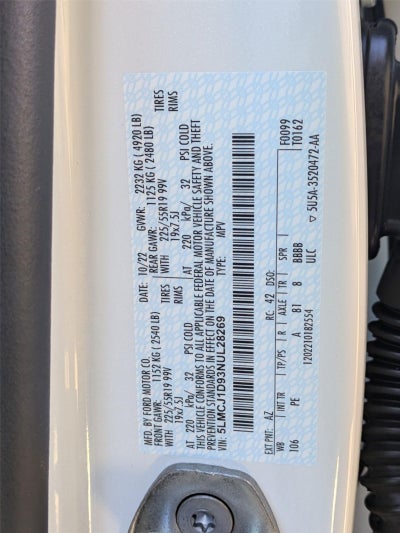 MFD. BY FORD MOTOR CO.
DATE: 10/22 GVWR: 2232 KG ( 4920 LB)
FRONT GAWR: 1152 KG ( 2540 LB) REAR GAWR: 1125 KG ( 2480 LB)
WITH 225/55R19 99V TIRES WITH 225/55R19 99V TIRES
19x7.5J RIMS 19x7.5J RIMS
AT 220 kPa/ 32 PSI COLD AT 220 kPa/ 32 PSI COLD
THIS VEHICLE CONFORMS TO ALL APPLICABLE FEDERAL MOTOR VEHICLE SAFETY AND THEFT
PREVENTION STANDARDS IN EFFECT ON THE DATE OF MANUFACTURE SHOWN ABOVE.
VIN: 5LMCJ1D93NUL28269 TYPE: MPV
F0099
T0162
EXT PNT: AZ RC: 42 DSO:
WB INT TR TP/PS R AXLE TR SPR
106 PE A 81 8 BBBB
ULC
1202210182554
▽ 5U5A-3520472-AA